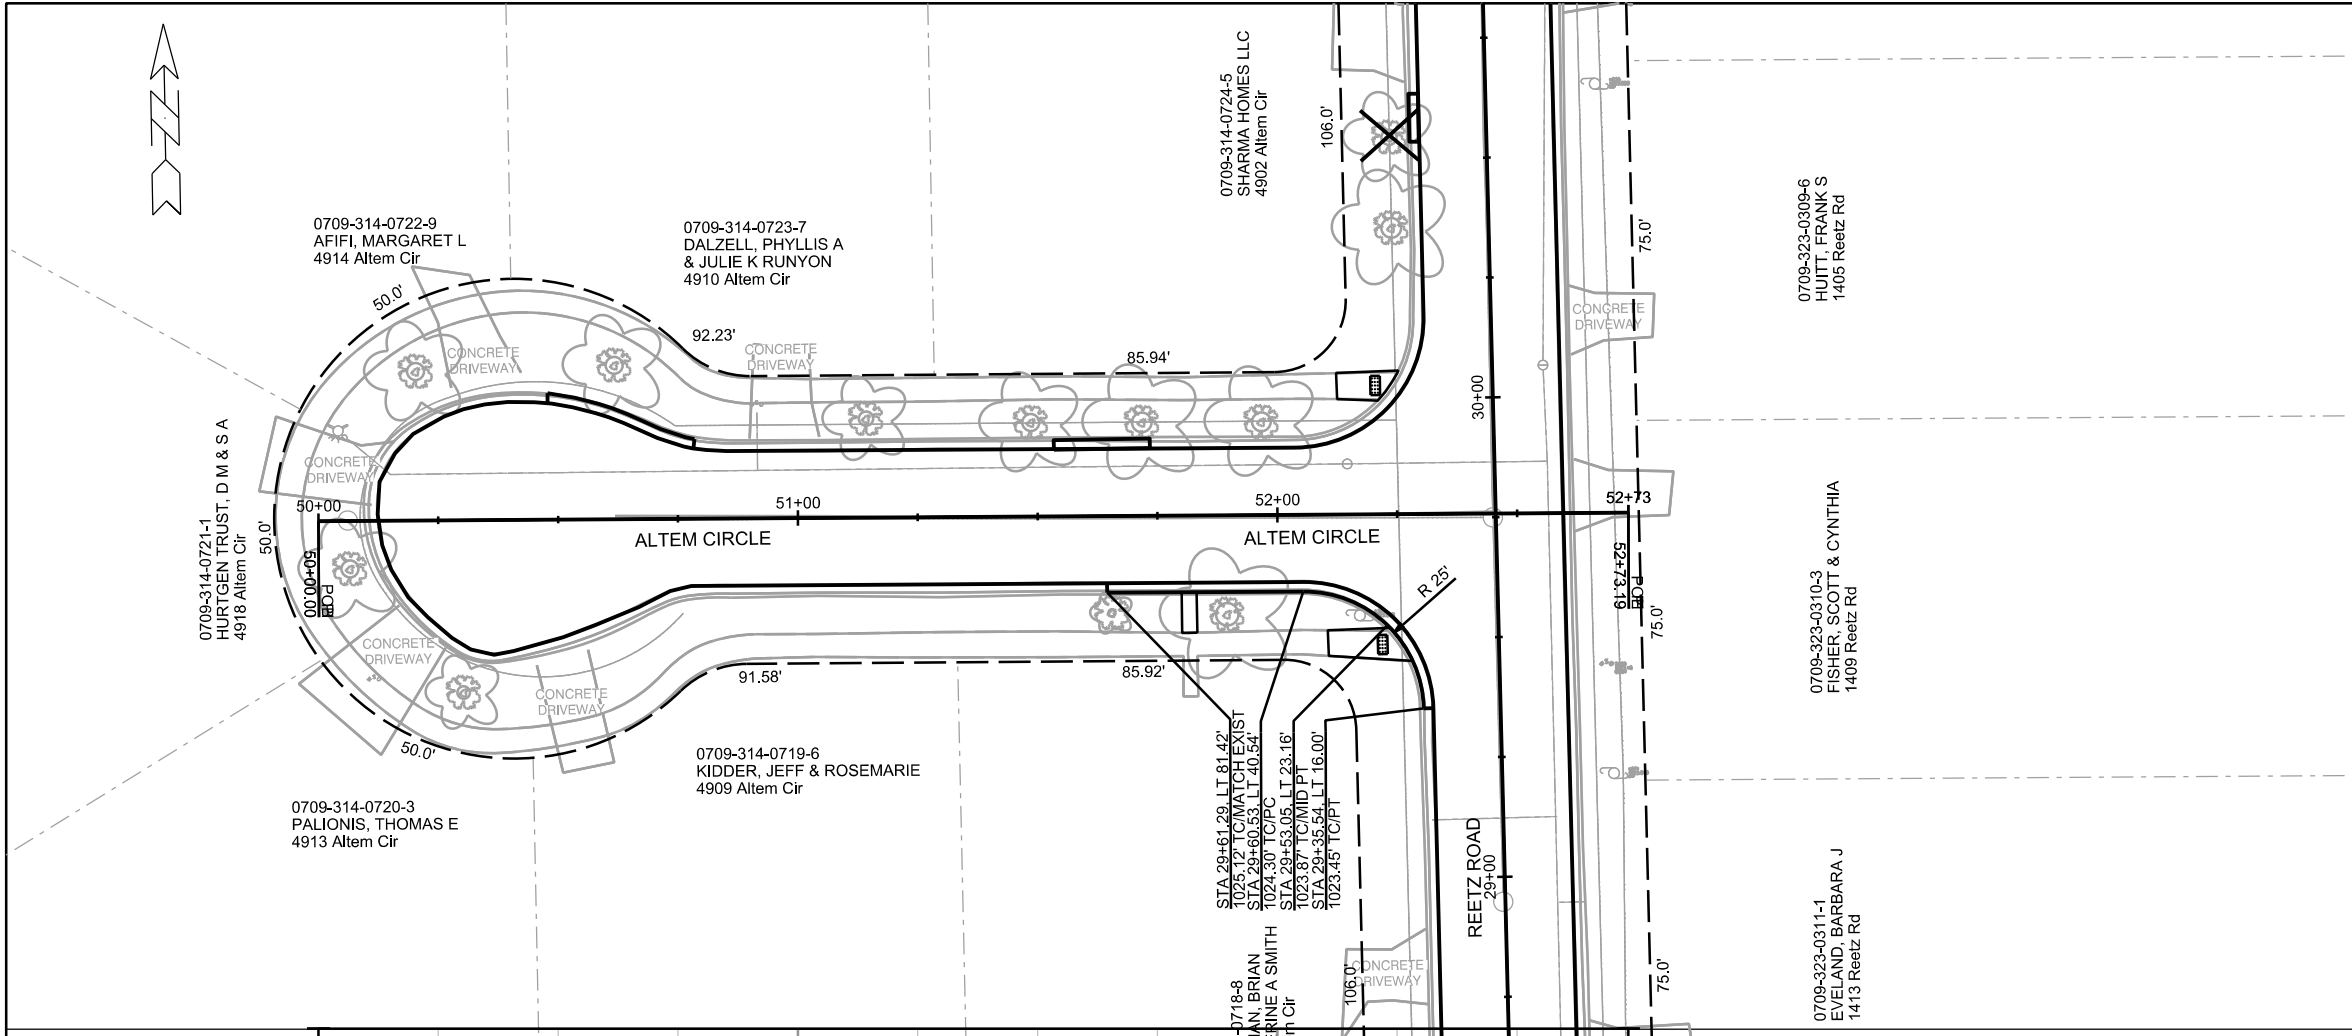 N
0709-314-0722-9
AFIFI, MARGARET L
4914 Altem Cir
0709-314-0723-7
DALZELL, PHYLLIS A
& JULIE K RUNYON
4910 Altem Cir
0709-314-0724-5
SHARMA HOMES LLC
4902 Altem Cir
106.0'
0709-323-0309-6
HUITT, FRANK S
1405 Reetz Rd
75.0'
50.0'
92.23'
85.94'
CONCRETE
DRIVEWAY
CONCRETE
DRIVEWAY
CONCRETE
DRIVEWAY
CONCRETE
DRIVEWAY
30+00
0709-314-0721-1
HURTGEN TRUST, D M & S A
4918 Altem Cir
50.0'
50+00
51+00
52+00
52+73
ALTEM CIRCLE
ALTEM CIRCLE
50+00.00
52+73.19
R 25'
0709-323-0310-3
FISHER, SCOTT & CYNTHIA
1409 Reetz Rd
75.0'
CONCRETE
DRIVEWAY
CONCRETE
DRIVEWAY
91.58'
85.92'
50.0'
0709-314-0719-6
KIDDER, JEFF & ROSEMARIE
4909 Altem Cir
0709-314-0720-3
PALIONIS, THOMAS E
4913 Altem Cir
STA 29+61.29, LT 81.42'
1025.12' TC/MATCH EXIST
STA 29+60.53, LT 40.54'
1024.30' TC/PC
STA 29+53.05, LT 23.16'
1023.87' TC/MID PT
STA 29+35.54, LT 16.00'
1023.45' TC/PT
REETZ ROAD
29+00
0718-8
BRIAN
A SMITH
Cir
106.0'
CONCRETE
DRIVEWAY
0709-323-0311-1
EVELAND, BARBARA J
1413 Reetz Rd
75.0'